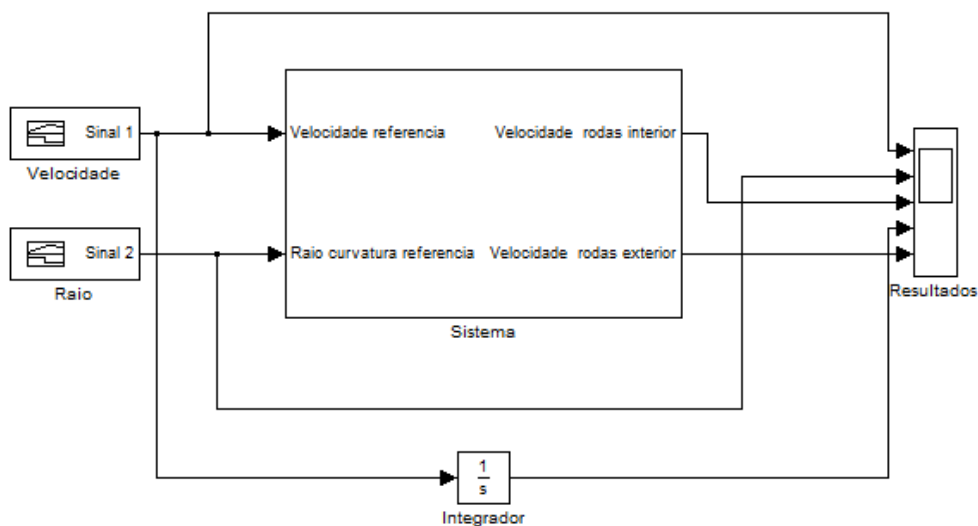 Sinal 1
Velocidade
Sinal 2
Raio
Velocidade referencia
Velocidade rodas interior
Raio curvatura referencia
Velocidade rodas exterior
Sistema
Resultados
1
s
Integrador